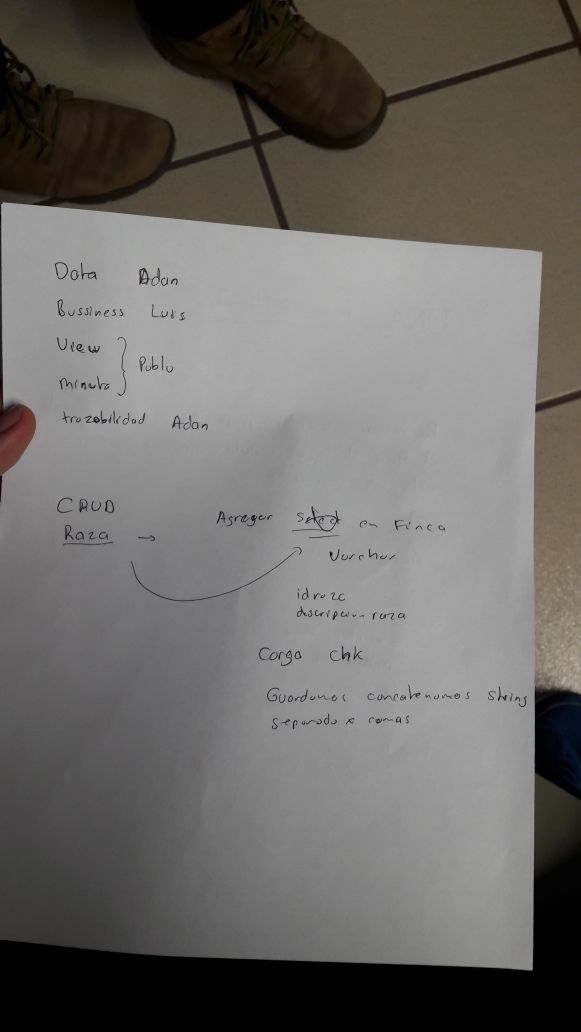 Data Adan
Bussiness Luis
View
minuta
Pablo
trazabilidad Adan
CRUD
Raza → Agregar select en Finca
Varchar
idraza
descripcion raza
Carga chk
Guardamos concatenamos string
separado x comas